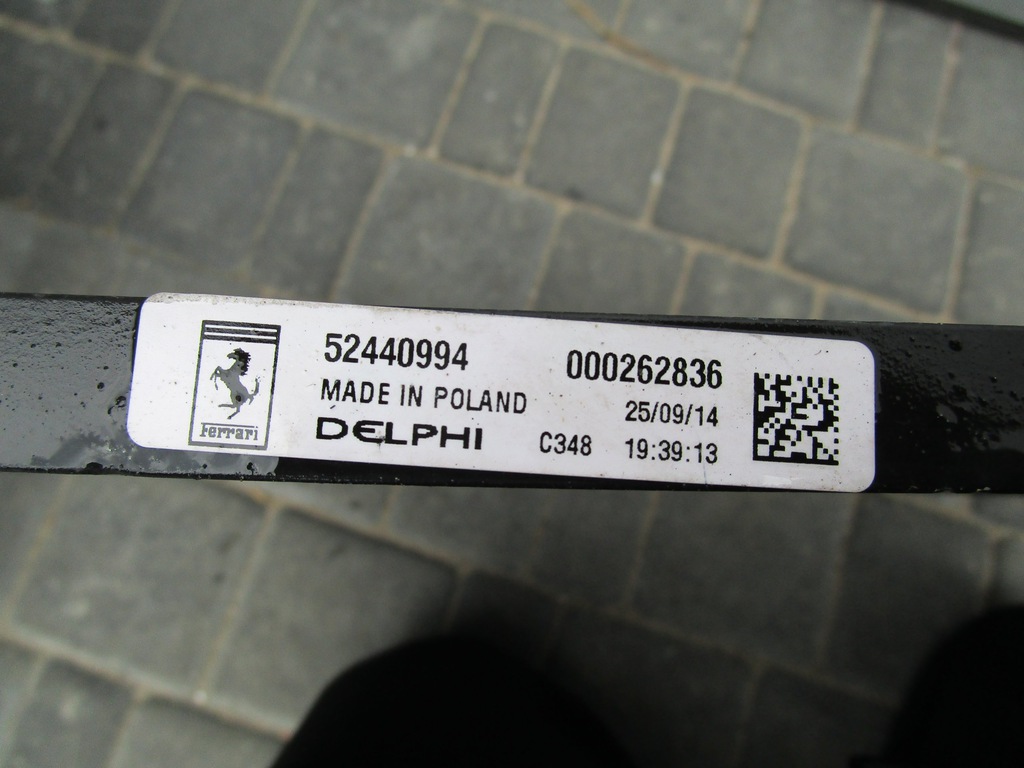 Ferrari
52440994
MADE IN POLAND
DELPHI
000262836
25/09/14
C348 19:39:13